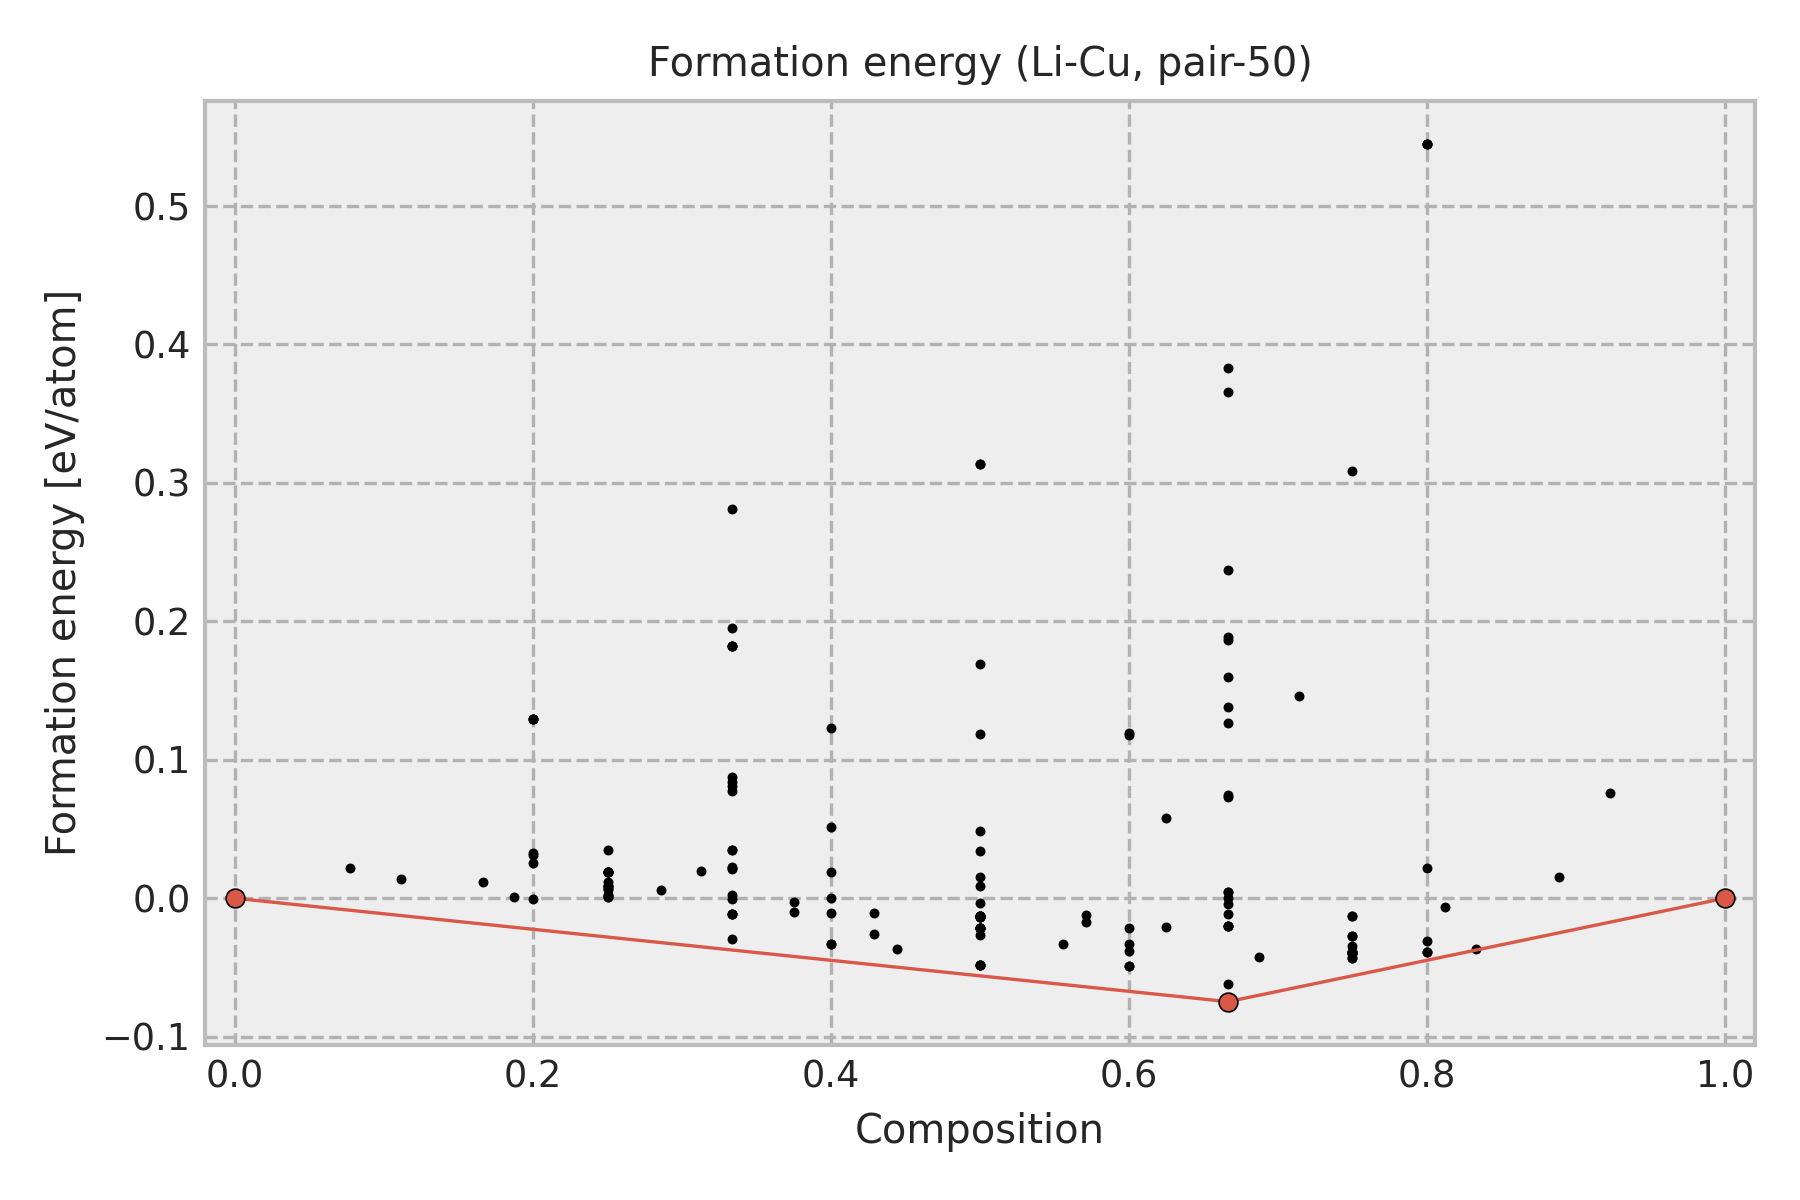 Formation energy (Li-Cu, pair-50)
Formation energy [eV/atom]
0.5
0.4
0.3
0.2
0.1
0.0
−0.1
0.0 0.2 0.4 0.6 0.8 1.0
Composition